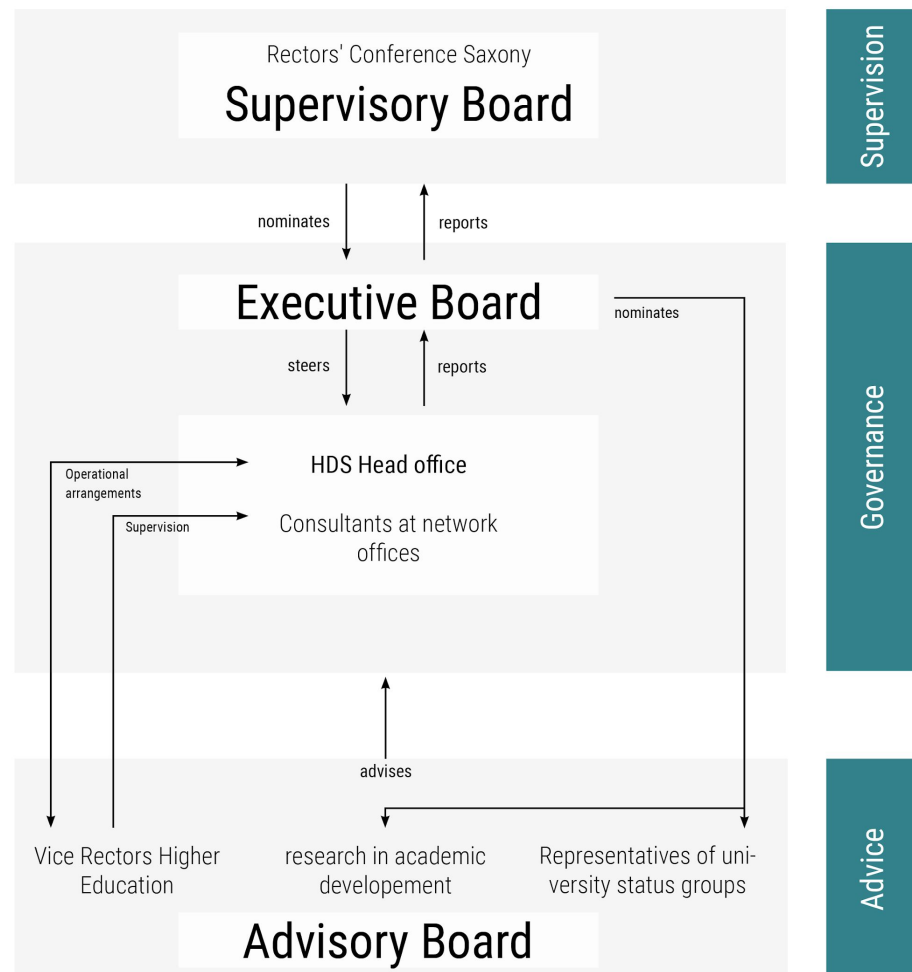 Rectors' Conference Saxony
Supervisory Board
Supervision
nominates
reports
Executive Board
nominates
steers
reports
Governance
HDS Head office
Operational
arrangements
Supervision
Consultants at network
offices
advises
Vice Rectors Higher
Education
research in academic
developement
Representatives of uni-
versity status groups
Advisory Board
Advice